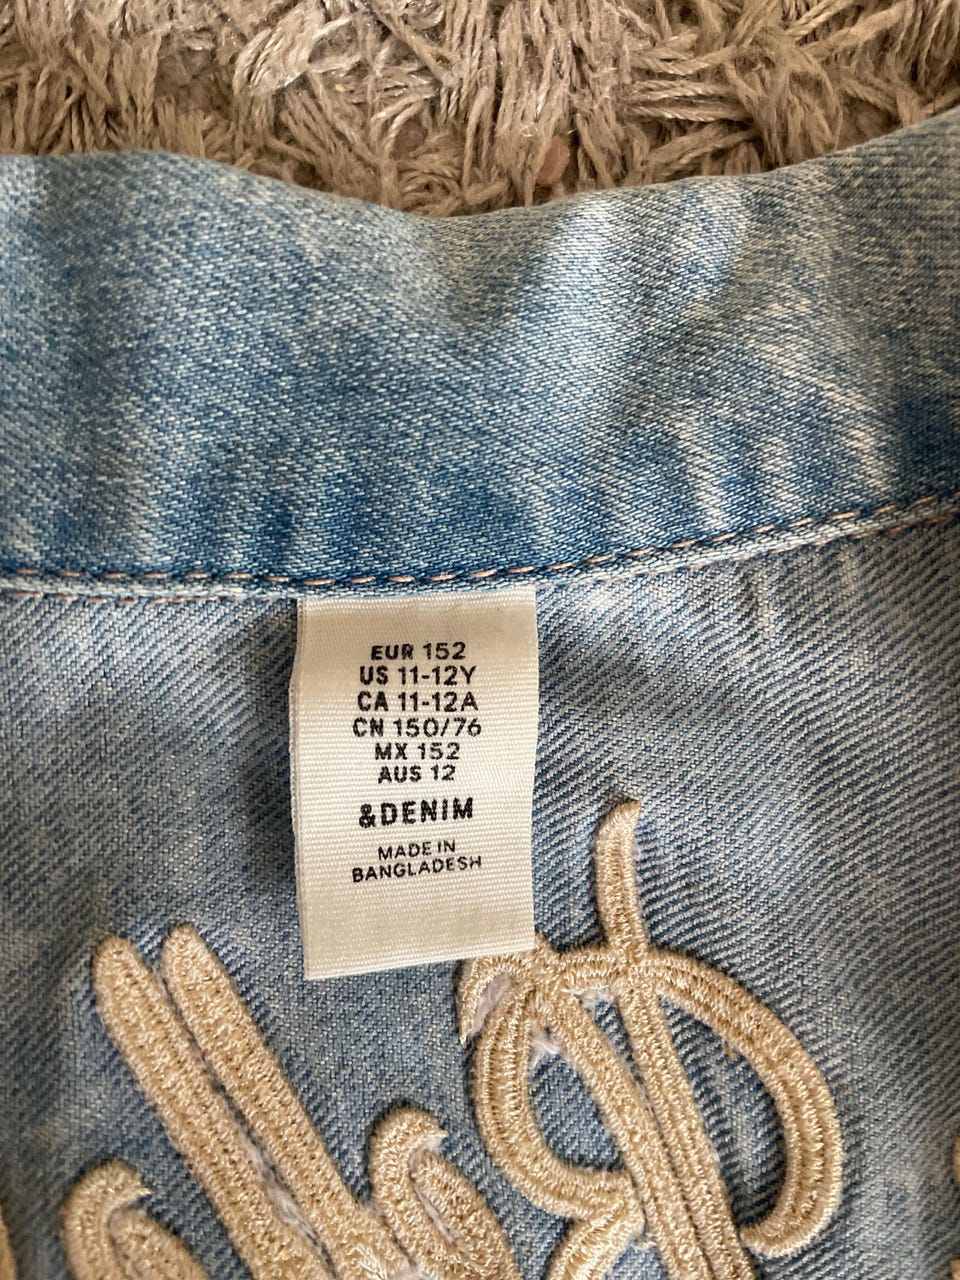 EUR 152
US 11-12Y
CA 11-12A
CN 150/76
MX 152
AUS 12
&DENIM
MADE IN
BANGLADESH